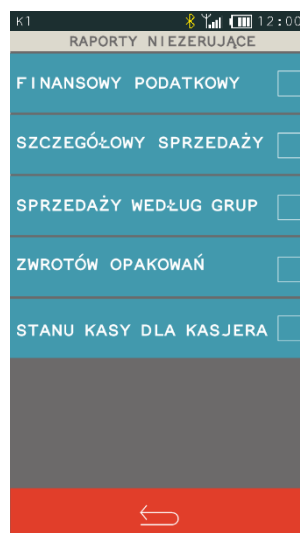 K1 12:00
RAPORTY NIEZERUJĄCE
FINANSOWY PODATKOWY
SZCZEGÓŁOWY SPRZEDAŻY
SPRZEDAŻY WEDŁUG GRUP
ZWROTÓW OPAKOWAŃ
STANU KASY DLA KASJERA